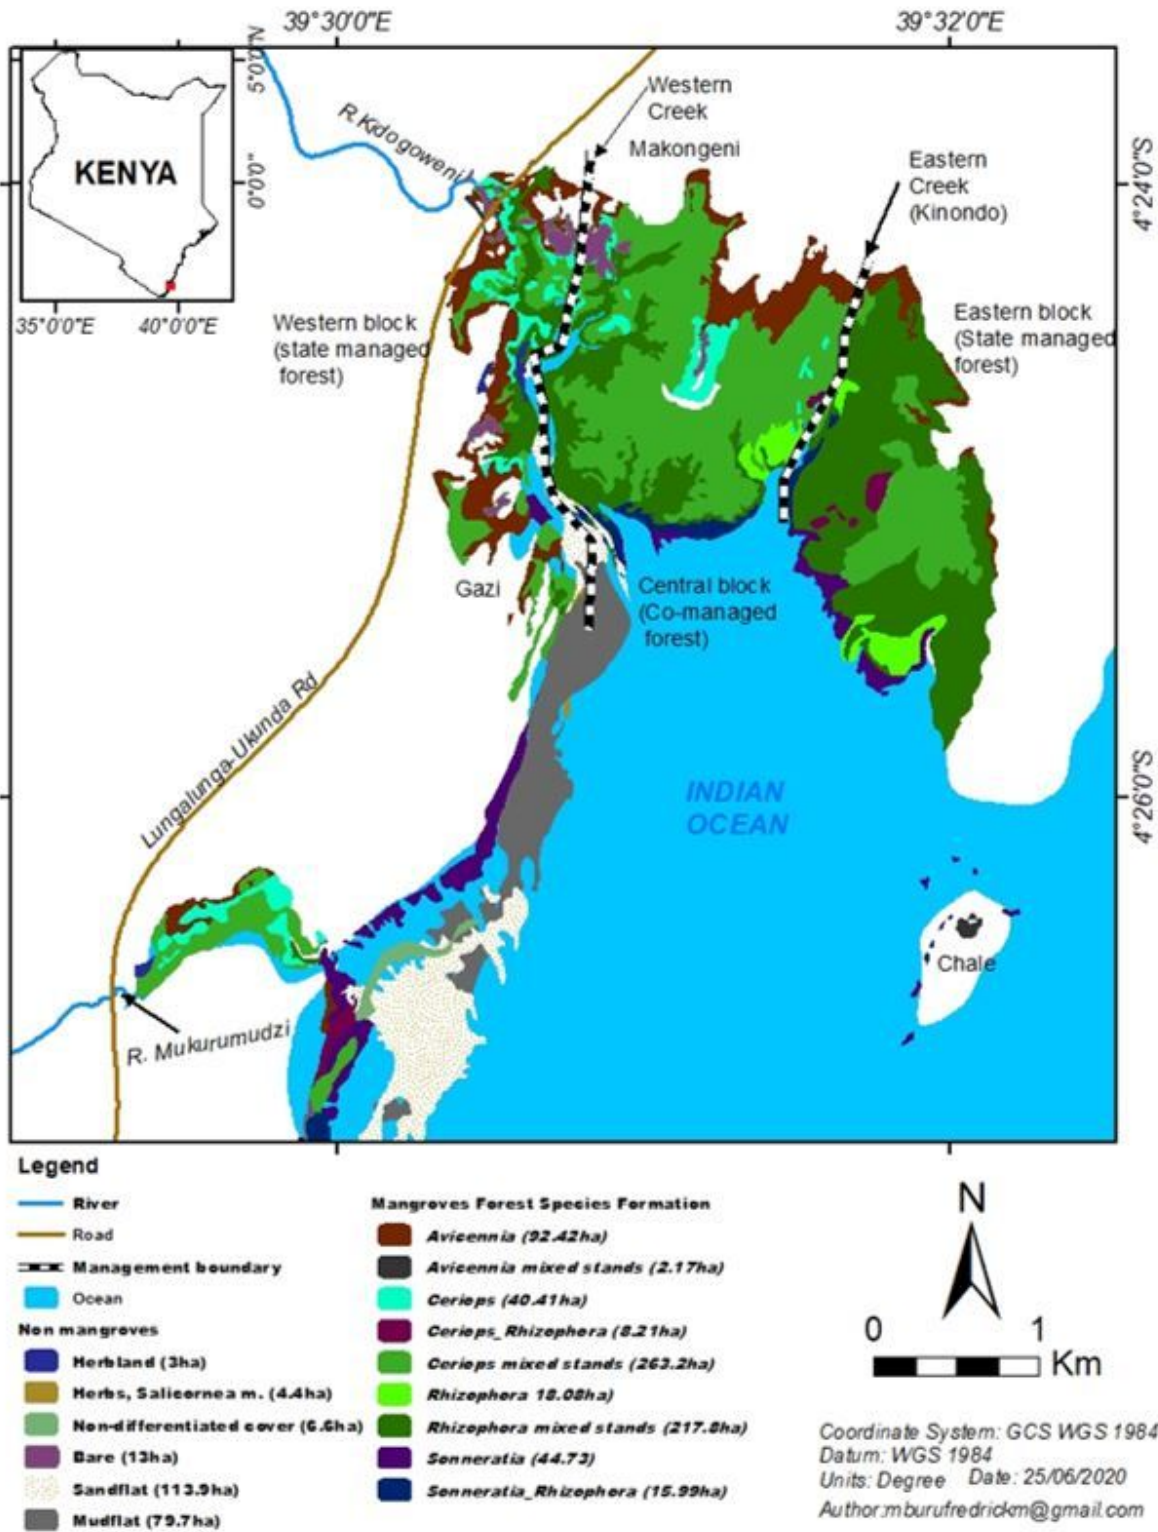 39°30'0"E
39°32'0"E
5°0'0"N
0°0'0"
KENYA
35°0'0"E
40°0'0"E
R.Kidogoweni
Western
Creek
Makongeni
Eastern
Creek
(Kinondo)
4°24'0"S
Western block
(state managed
forest)
Eastern block
(State managed
forest)
Gazi
Central block
(Co-managed
forest)
Lungalunga-Ukunda Rd
INDIAN
OCEAN
4°26'0"S
Chale
R. Mukurumudzi
Legend
River
Road
Management boundary
Ocean
Non mangroves
Herbland (3ha)
Herbs, Salicornea m. (4.4ha)
Non-differentiated cover (6.6ha)
Bare (13ha)
Sandflat (113.9ha)
Mudflat (79.7ha)
Mangroves Forest Species Formation
Avicennia (92.42ha)
Avicennia mixed stands (2.17ha)
Ceriops (40.41ha)
Ceriops_Rhizophora (8.21ha)
Ceriops mixed stands (263.2ha)
Rhizophora 18.08ha)
Rhizophora mixed stands (217.8ha)
Sonneratia (44.73)
Sonneratia_Rhizophora (15.99ha)
N
0 1
Km
Coordinate System: GCS WGS 1984
Datum: WGS 1984
Units: Degree Date: 25/06/2020
Author:mburufredrickm@gmail.com